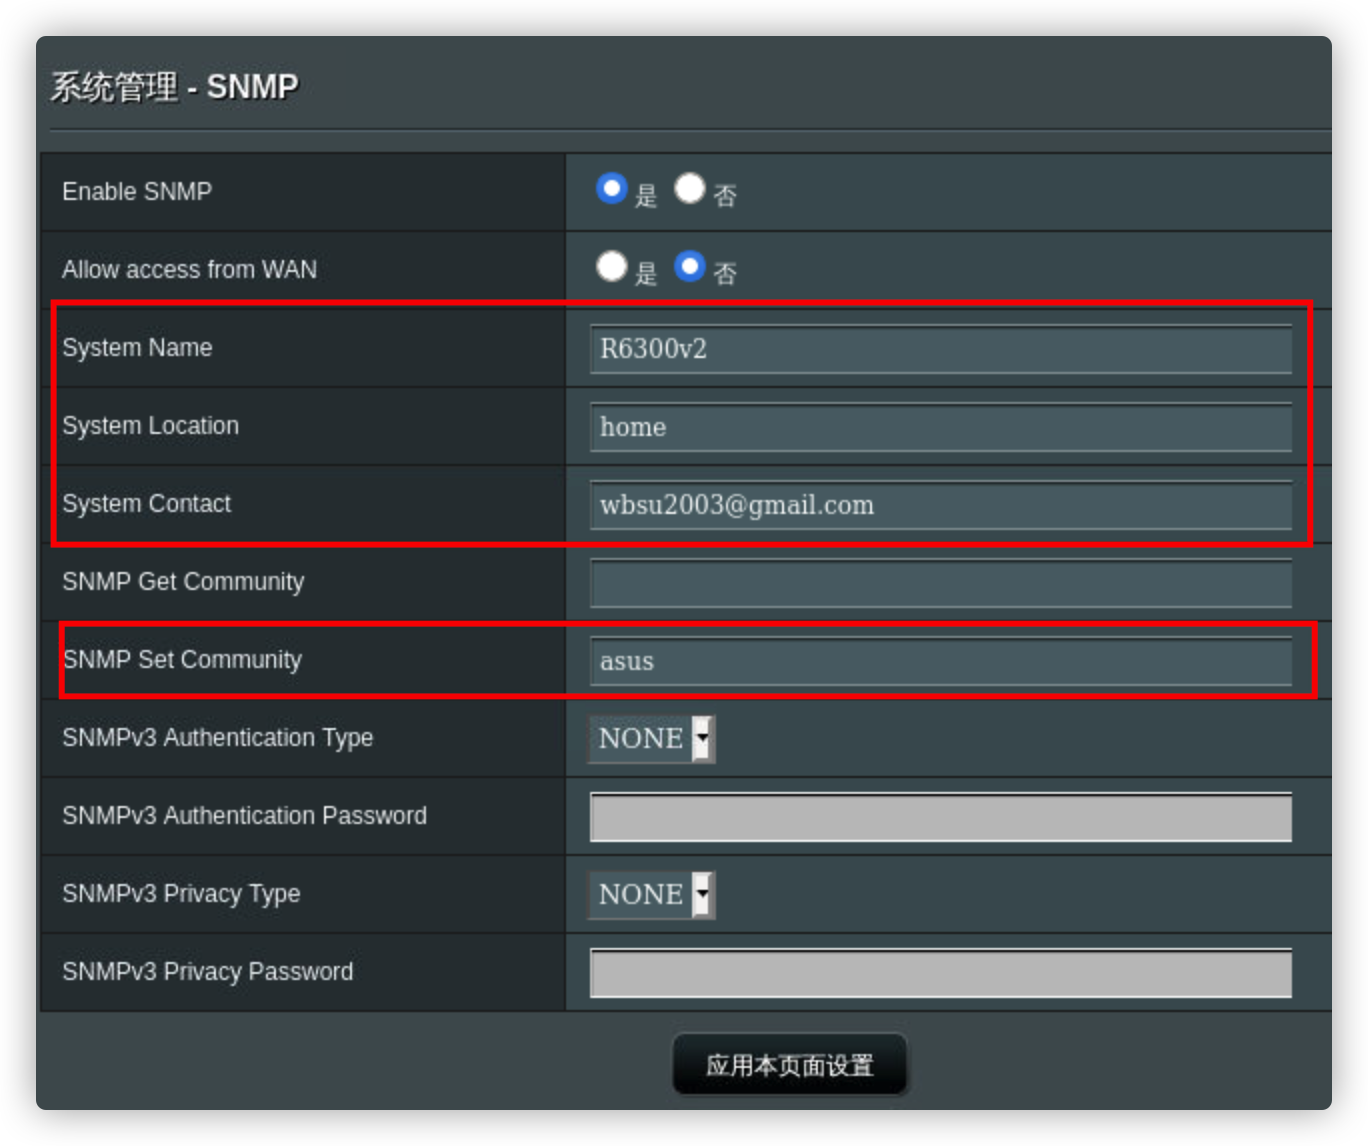 系统管理 - SNMP
Enable SNMP 是 否
Allow access from WAN 是 否
System Name R6300v2
System Location home
System Contact wbsu2003@gmail.com
SNMP Get Community
SNMP Set Community asus
SNMPv3 Authentication Type NONE
SNMPv3 Authentication Password
SNMPv3 Privacy Type NONE
SNMPv3 Privacy Password
应用本页面设置